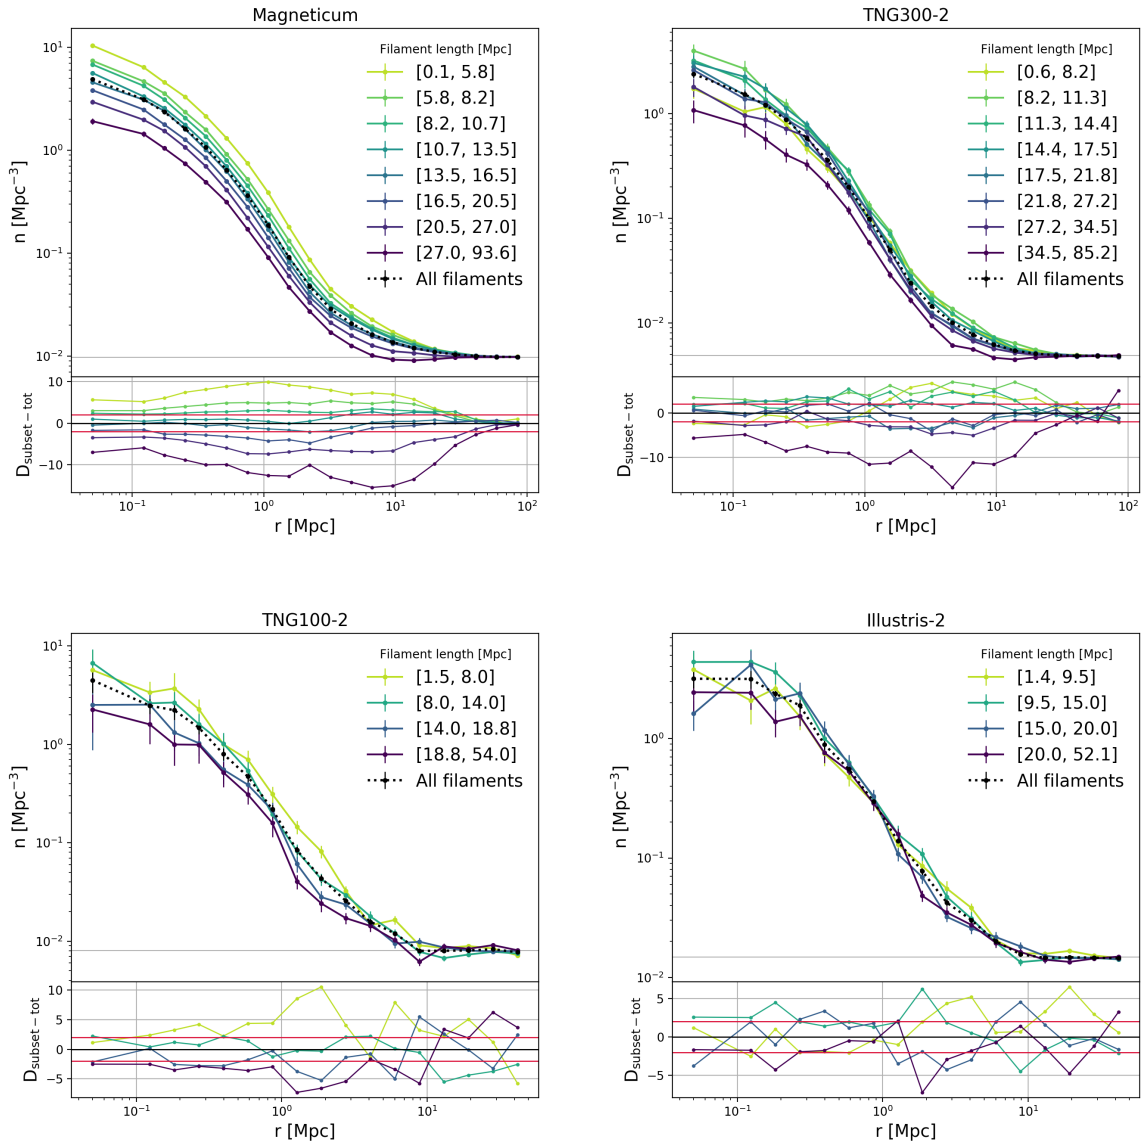 Magneticum
n [Mpc⁻³]
10¹
10⁰
10⁻¹
10⁻²
Filament length [Mpc]
[0.1, 5.8]
[5.8, 8.2]
[8.2, 10.7]
[10.7, 13.5]
[13.5, 16.5]
[16.5, 20.5]
[20.5, 27.0]
[27.0, 93.6]
All filaments
D_subset−tot
10
0
−10
10⁻¹ 10⁰ 10¹ 10²
r [Mpc]
TNG300-2
n [Mpc⁻³]
10⁰
10⁻¹
10⁻²
Filament length [Mpc]
[0.6, 8.2]
[8.2, 11.3]
[11.3, 14.4]
[14.4, 17.5]
[17.5, 21.8]
[21.8, 27.2]
[27.2, 34.5]
[34.5, 85.2]
All filaments
D_subset−tot
0
−10
10⁻¹ 10⁰ 10¹ 10²
r [Mpc]
TNG100-2
n [Mpc⁻³]
10¹
10⁰
10⁻¹
10⁻²
Filament length [Mpc]
[1.5, 8.0]
[8.0, 14.0]
[14.0, 18.8]
[18.8, 54.0]
All filaments
D_subset−tot
10
5
0
−5
10⁻¹ 10⁰ 10¹
r [Mpc]
Illustris-2
n [Mpc⁻³]
10⁰
10⁻¹
10⁻²
Filament length [Mpc]
[1.4, 9.5]
[9.5, 15.0]
[15.0, 20.0]
[20.0, 52.1]
All filaments
D_subset−tot
5
0
−5
10⁻¹ 10⁰ 10¹
r [Mpc]